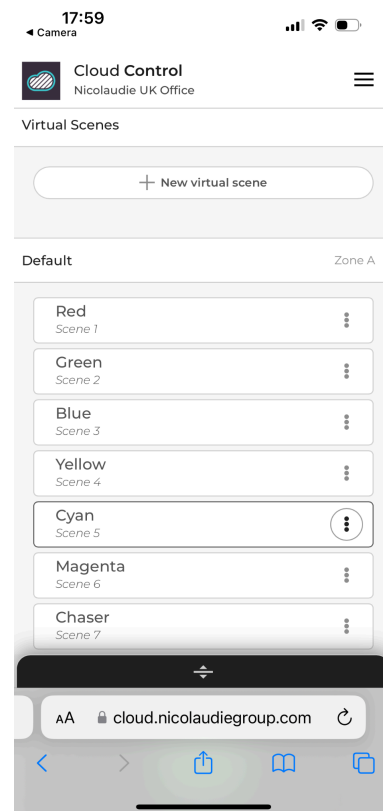 17:59
◀ Camera
Cloud Control
Nicolaudie UK Office
Virtual Scenes
+ New virtual scene
Default
Zone A
Red
Scene 1
Green
Scene 2
Blue
Scene 3
Yellow
Scene 4
Cyan
Scene 5
Magenta
Scene 6
Chaser
Scene 7
AA cloud.nicolaudiegroup.com